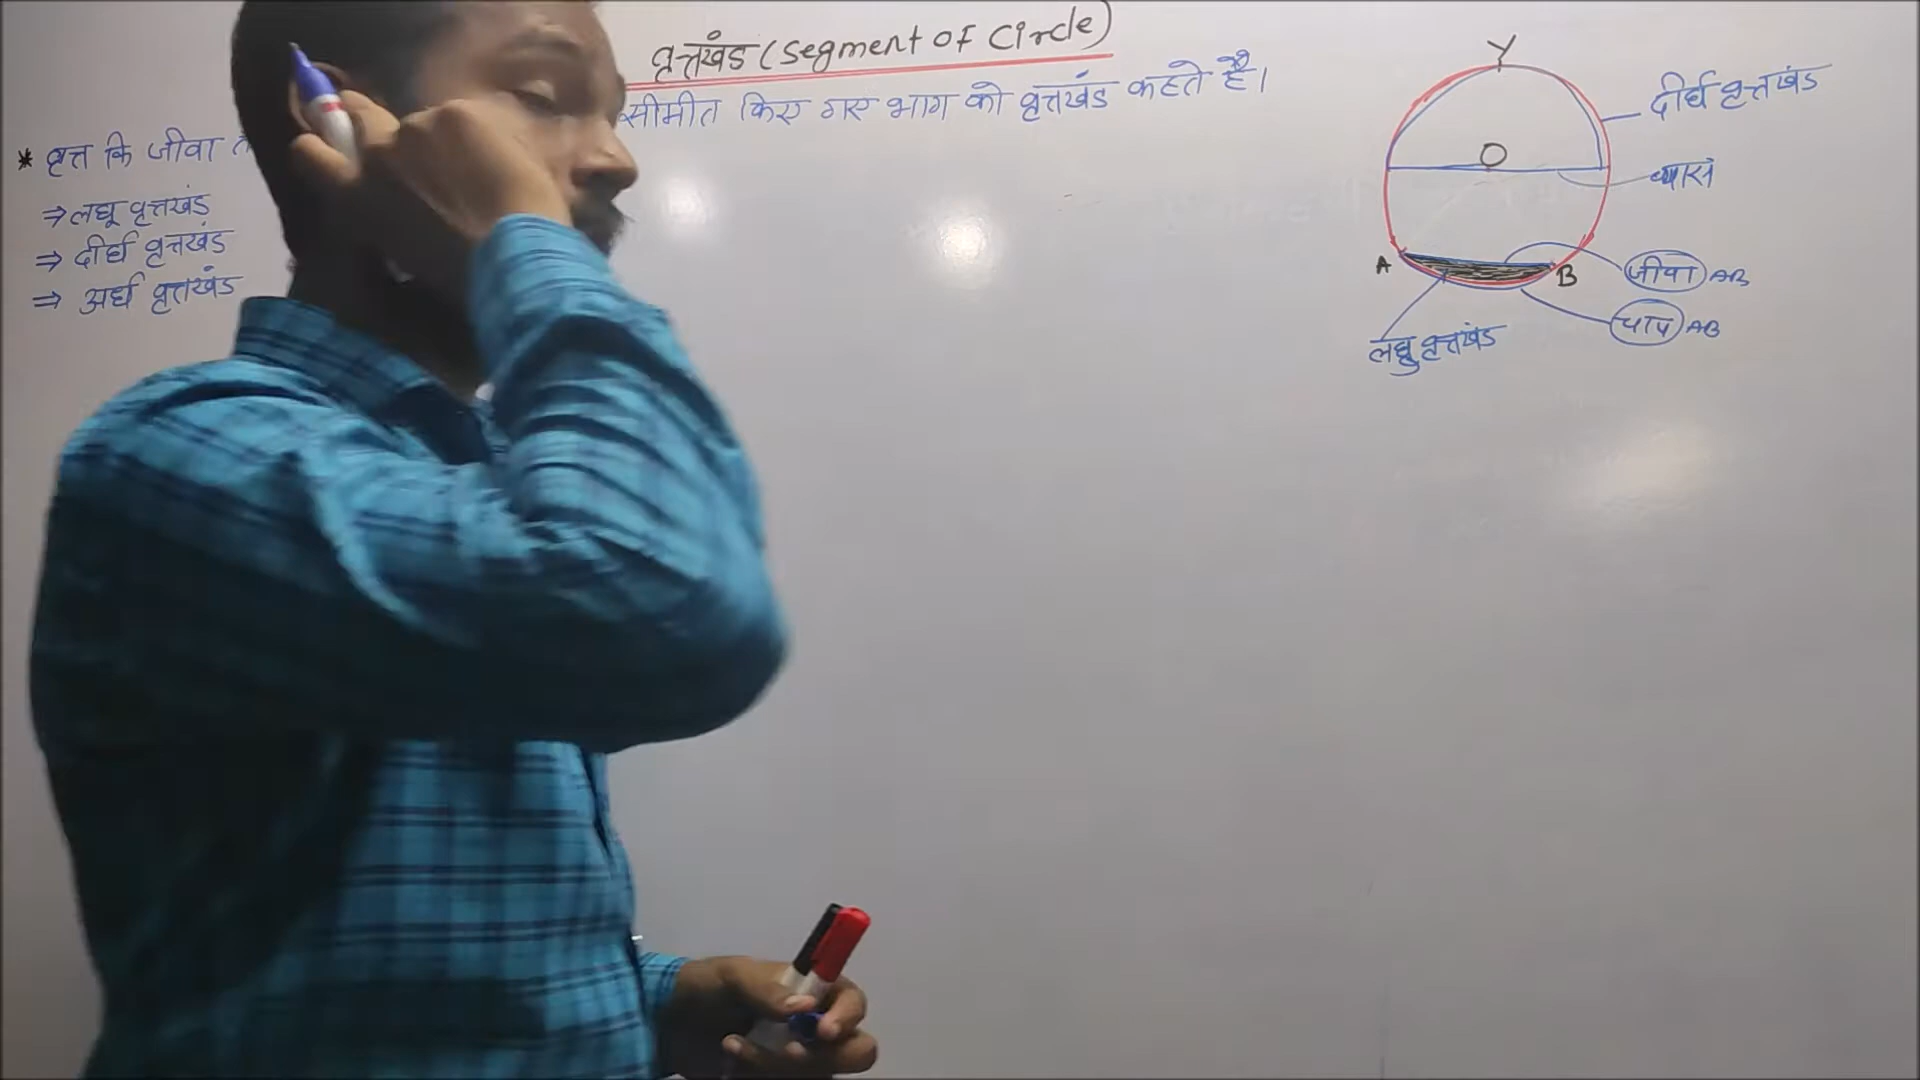 वृत्तखंड (Segment of Circle)
* वृत्त कि जीवा सीमीत किए गए भाग को वृत्तखंड कहते है।
⇒ लघू वृत्तखंड
⇒ दीर्घ वृत्तखंड
⇒ अर्ध वृत्तखंड
Y
दीर्घ वृत्तखंड
O
व्यास
A
B
जीवा AB
चाप AB
लघु वृत्तखंड